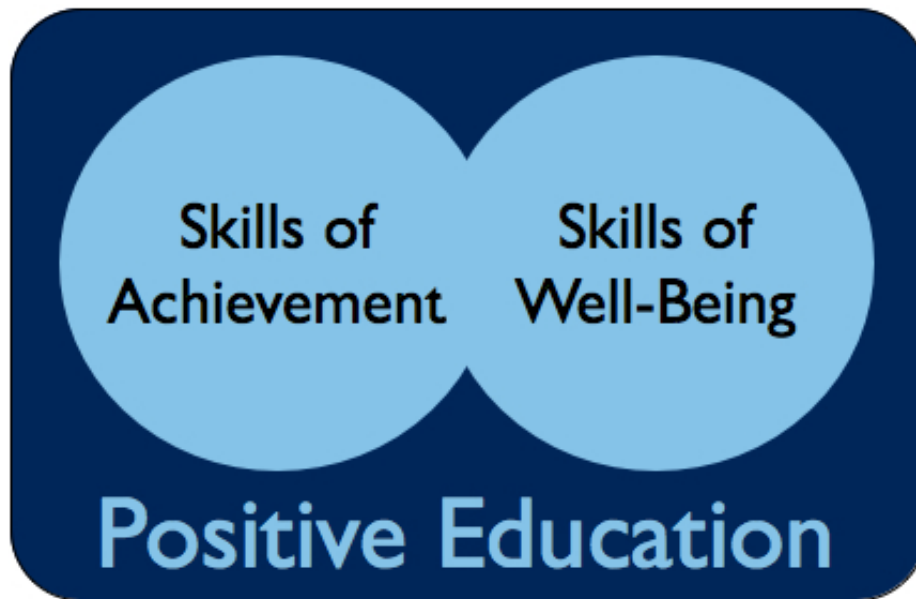 Skills of
Achievement
Skills of
Well-Being
Positive Education